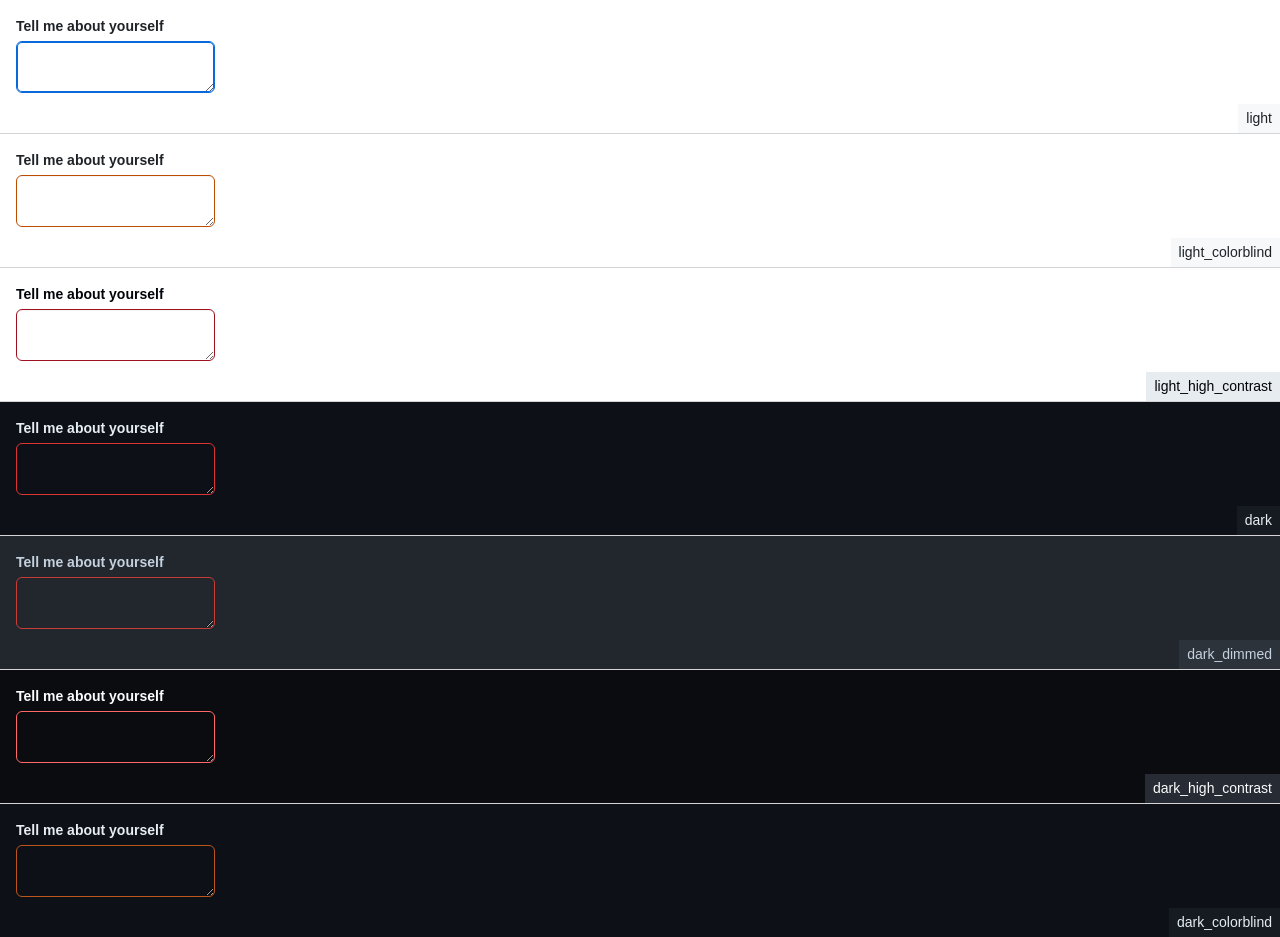 Tell me about yourself
light
Tell me about yourself
light_colorblind
Tell me about yourself
light_high_contrast
Tell me about yourself
dark
Tell me about yourself
dark_dimmed
Tell me about yourself
dark_high_contrast
Tell me about yourself
dark_colorblind